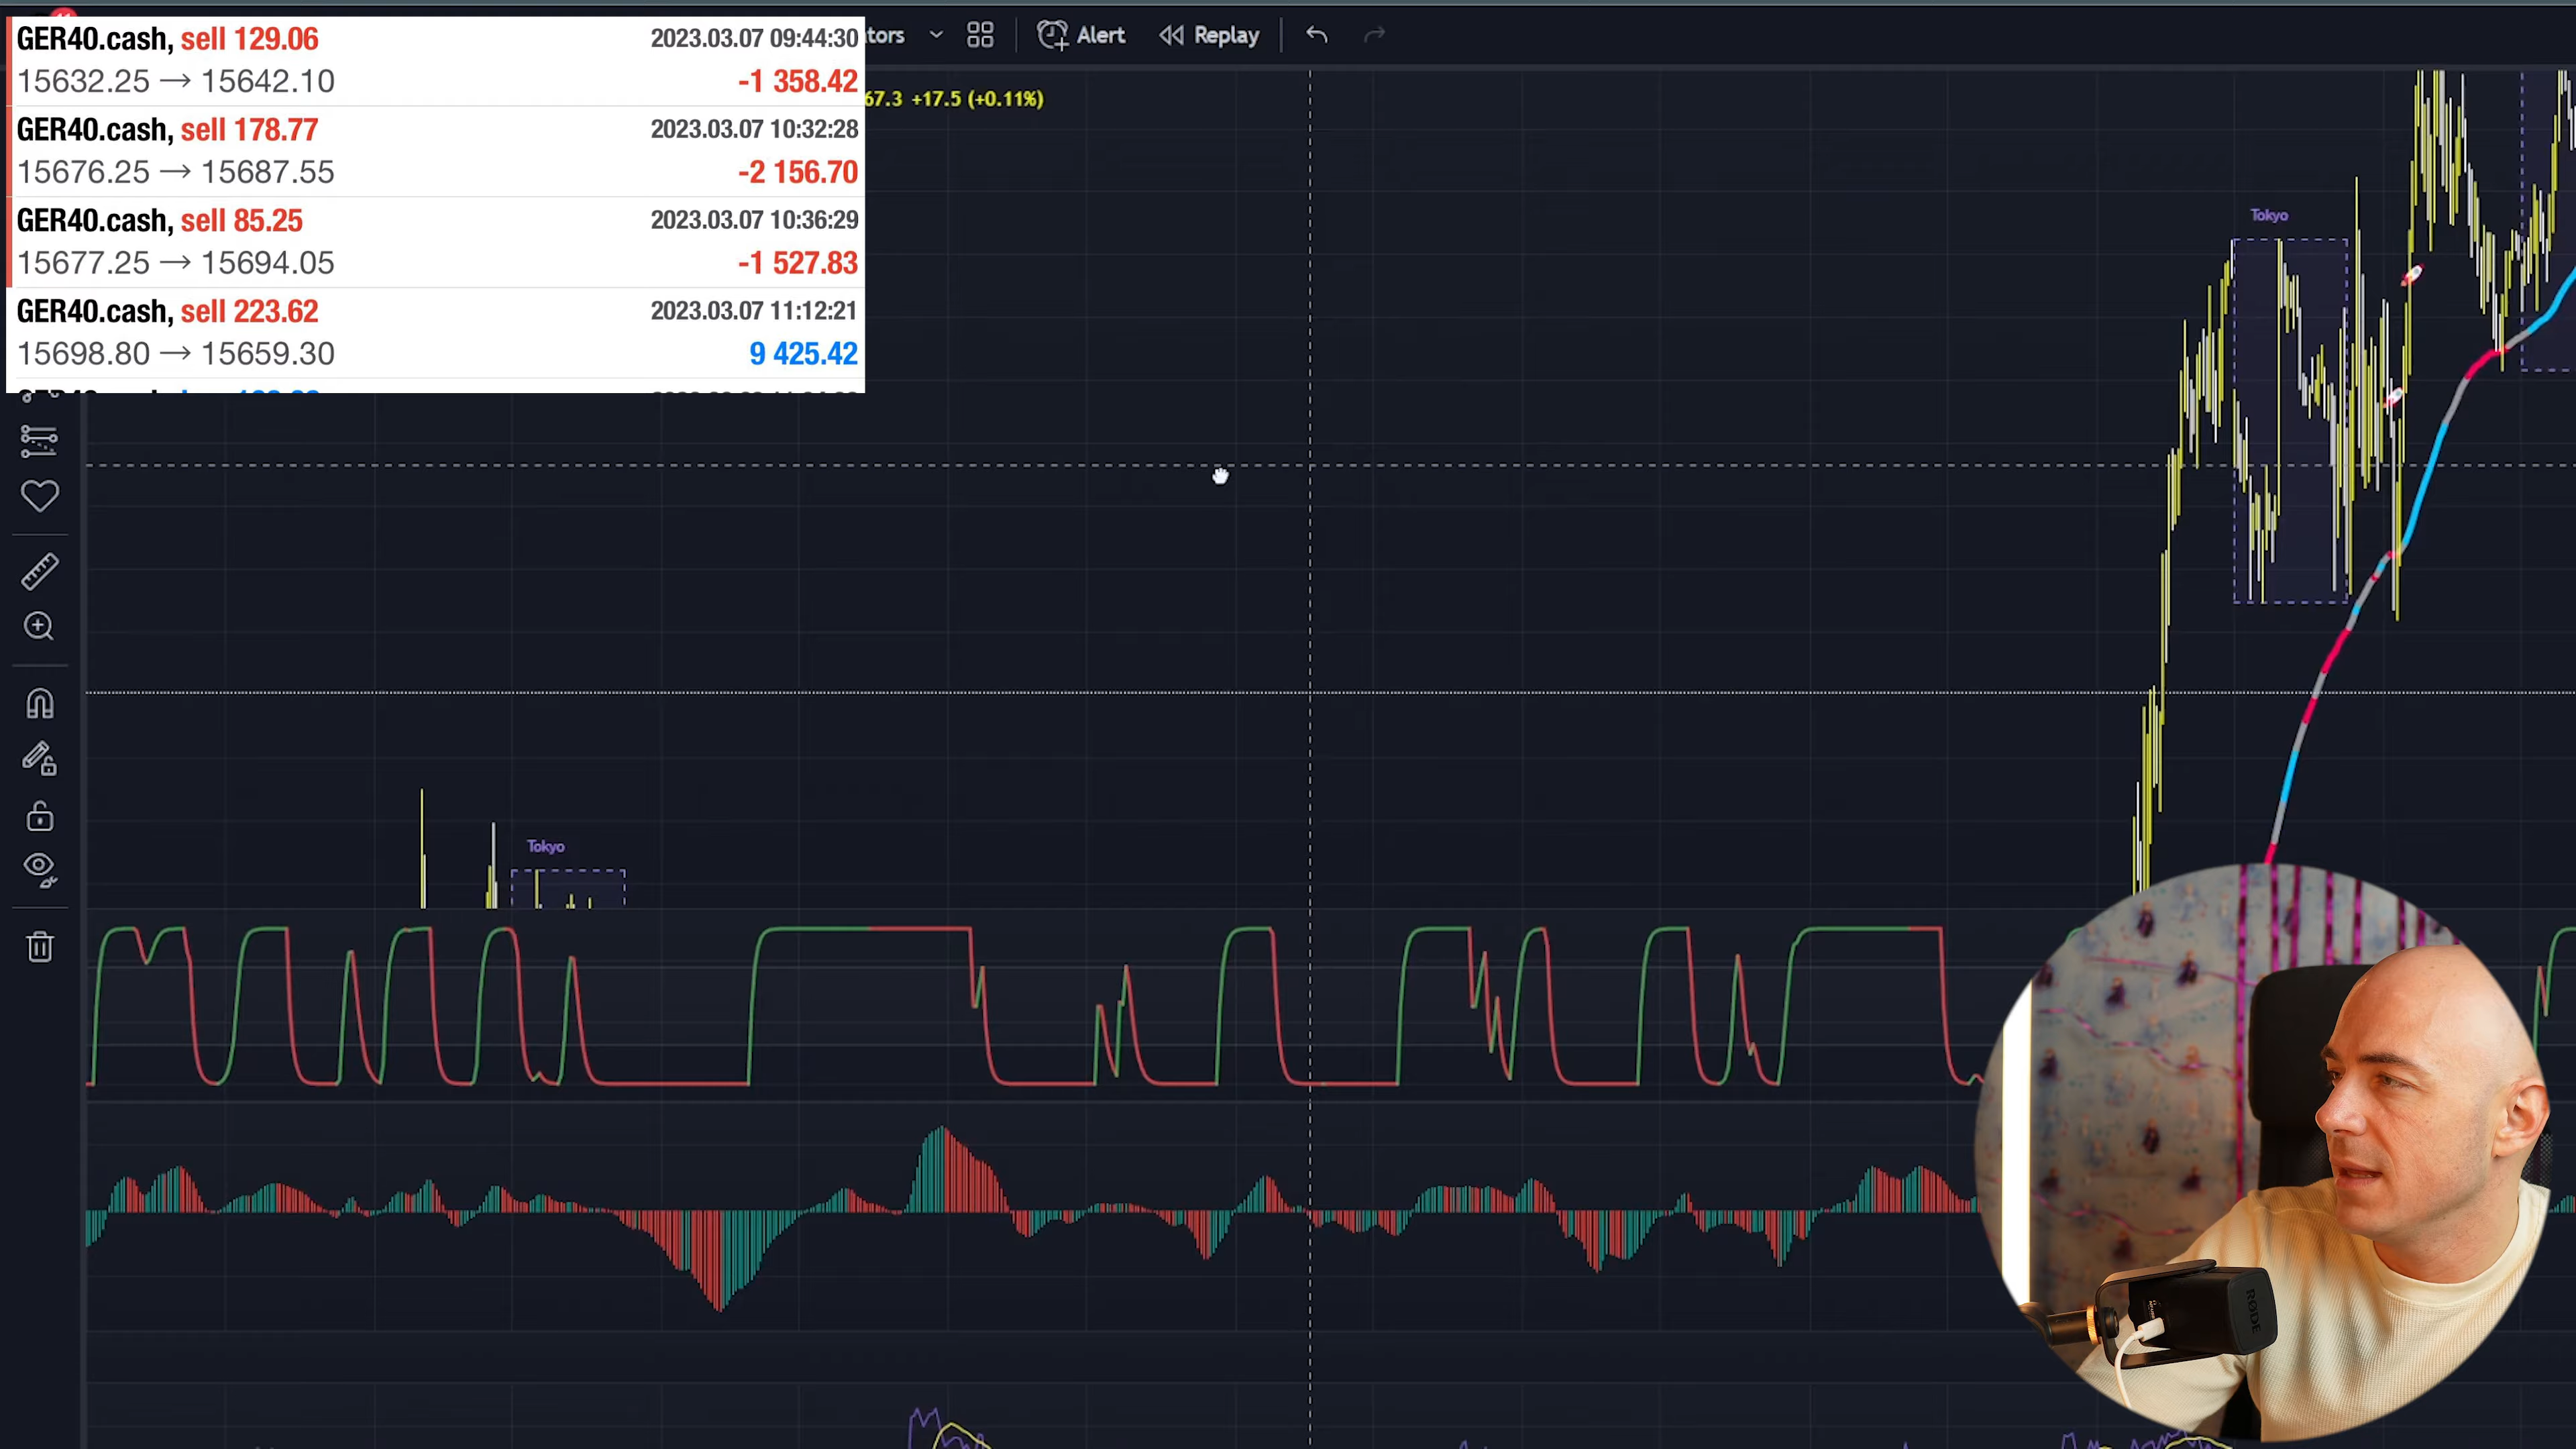 GER40.cash, sell 129.06 2023.03.07 09:44:30
15632.25 → 15642.10 -1 358.42
GER40.cash, sell 178.77 2023.03.07 10:32:28
15676.25 → 15687.55 -2 156.70
GER40.cash, sell 85.25 2023.03.07 10:36:29
15677.25 → 15694.05 -1 527.83
GER40.cash, sell 223.62 2023.03.07 11:12:21
15698.80 → 15659.30 9 425.42
tors Alert Replay
67.3 +17.5 (+0.11%)
Tokyo
Tokyo
RØDE